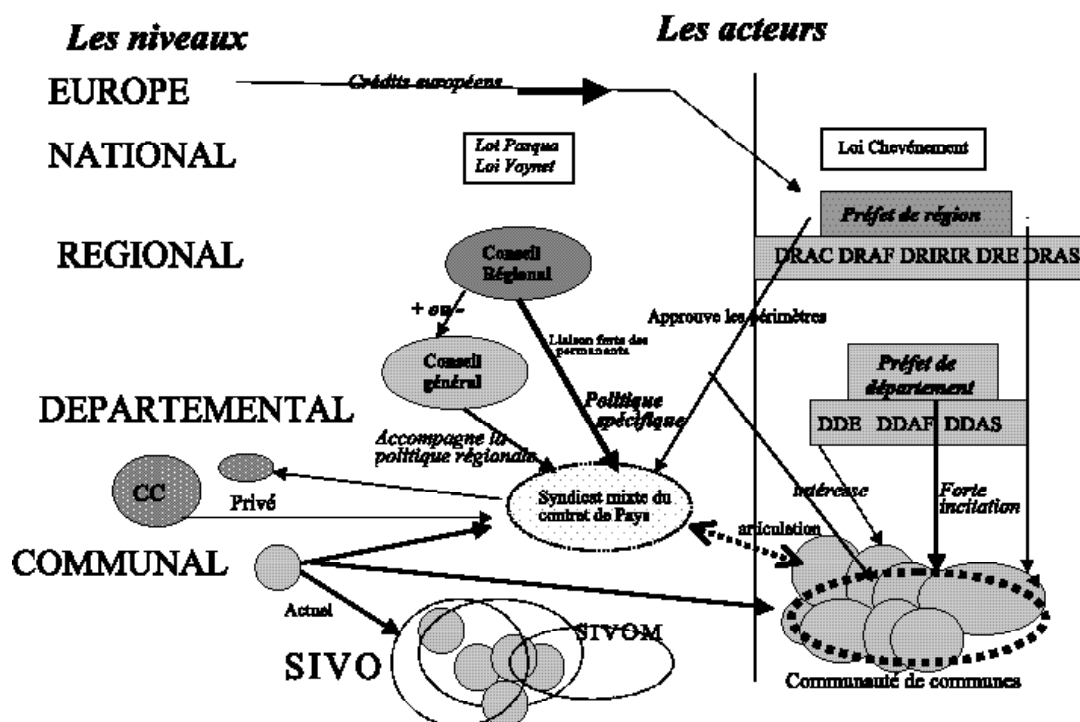 Les niveaux
Les acteurs
EUROPE
Crédits européens
NATIONAL
Loi Pasqua
Loi Voynet
Loi Chevénement
Préfet de région
REGIONAL
Conseil
Régional
DRAC DRAF DRIRIR DRE DRAS
+ ou -
Approuve les périmètres
Liaison forte des
permanents
Conseil
général
Préfet de
département
DEPARTEMENTAL
Politique
spécifique
DDE DDAF DDAS
Accompagne la
politique régionale
CC
Privé
Syndicat mixte du
contrat de Pays
intéresse
Forte
incitation
articulation
COMMUNAL
Actuel
SIVOM
SIVO
Communauté de communes